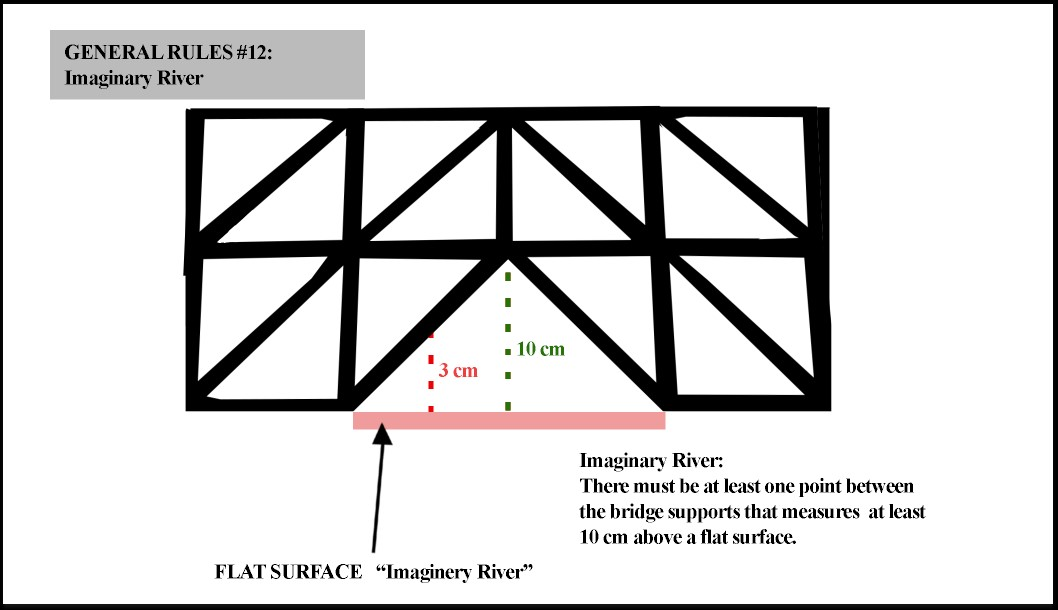 GENERAL RULES #12:
Imaginary River
10 cm
3 cm
Imaginary River:
There must be at least one point between
the bridge supports that measures at least
10 cm above a flat surface.
FLAT SURFACE “Imaginery River”